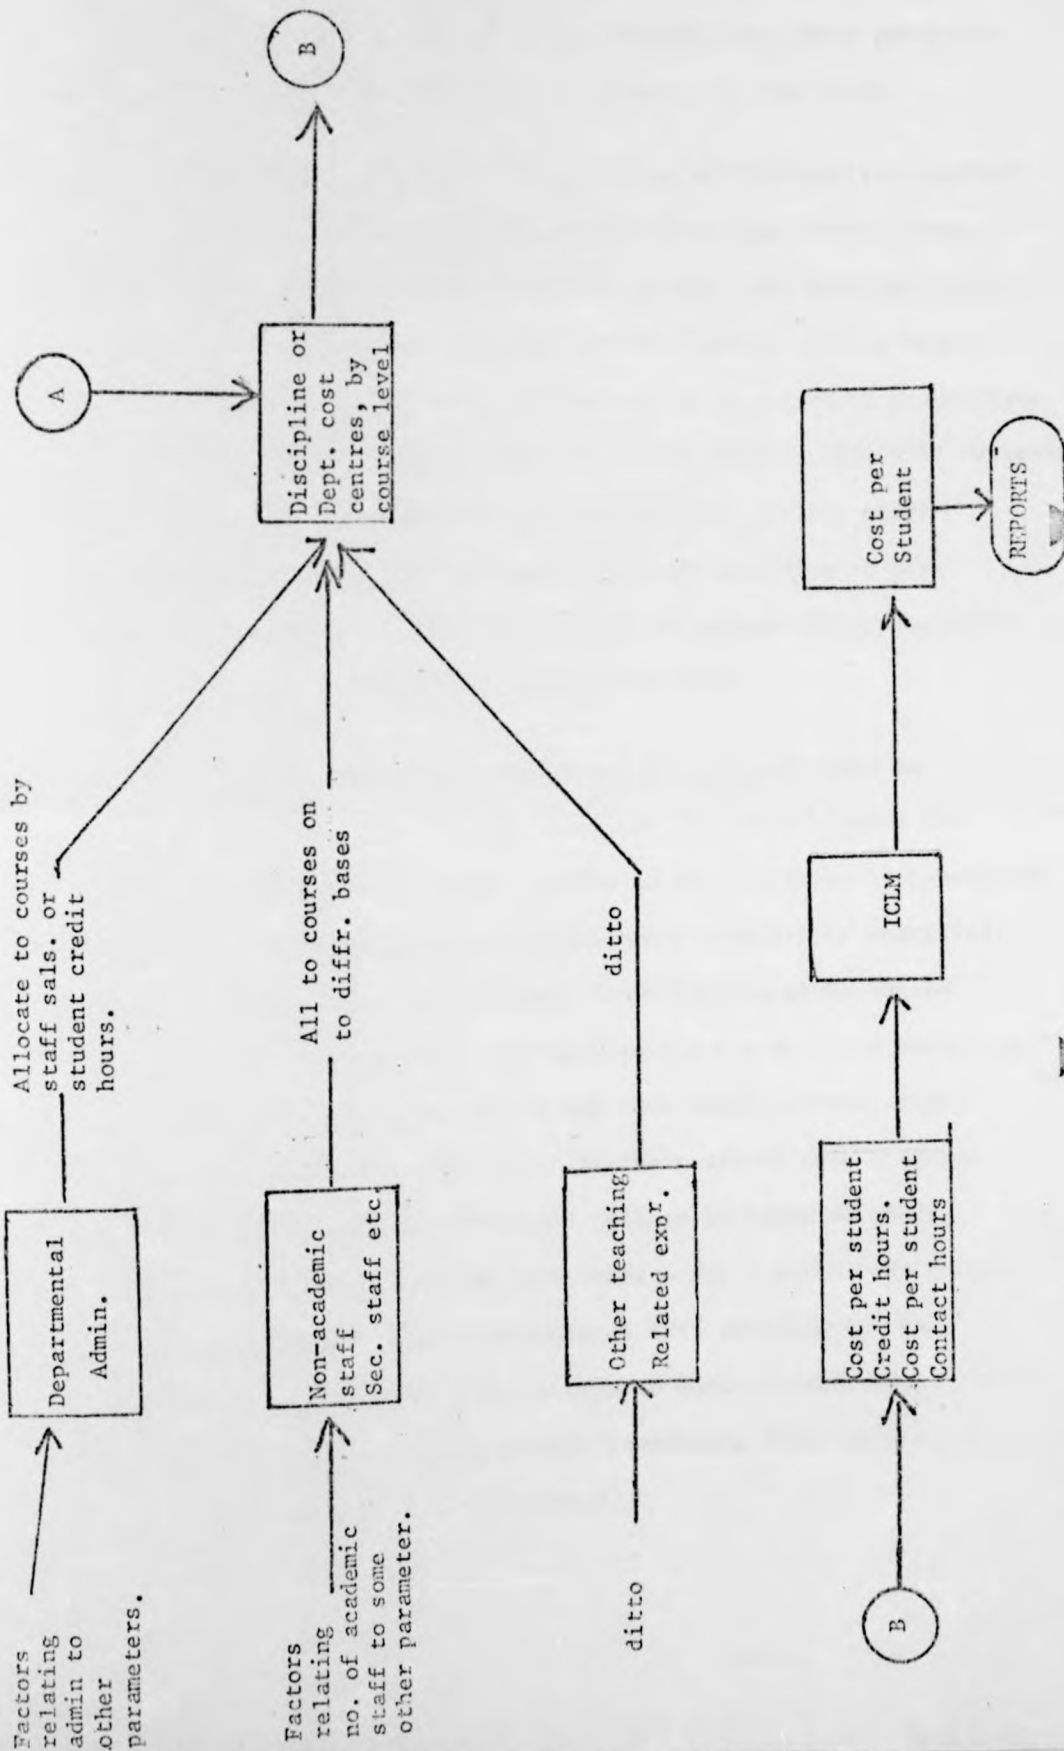 Factors
relating
admin to
other
parameters.
Departmental
Admin.
Allocate to courses by
staff sals. or
student credit
hours.
A
Factors
relating
no. of academic
staff to some
other parameter.
Non-academic
staff
Sec. staff etc.
All to courses on
to diffr. bases
Discipline or
Dept. cost
centres, by
course level
B
ditto
Other teaching
Related expr.
ditto
B
Cost per student
Credit hours.
Cost per student
Contact hours
ICLM
Cost per
Student
REPORTS